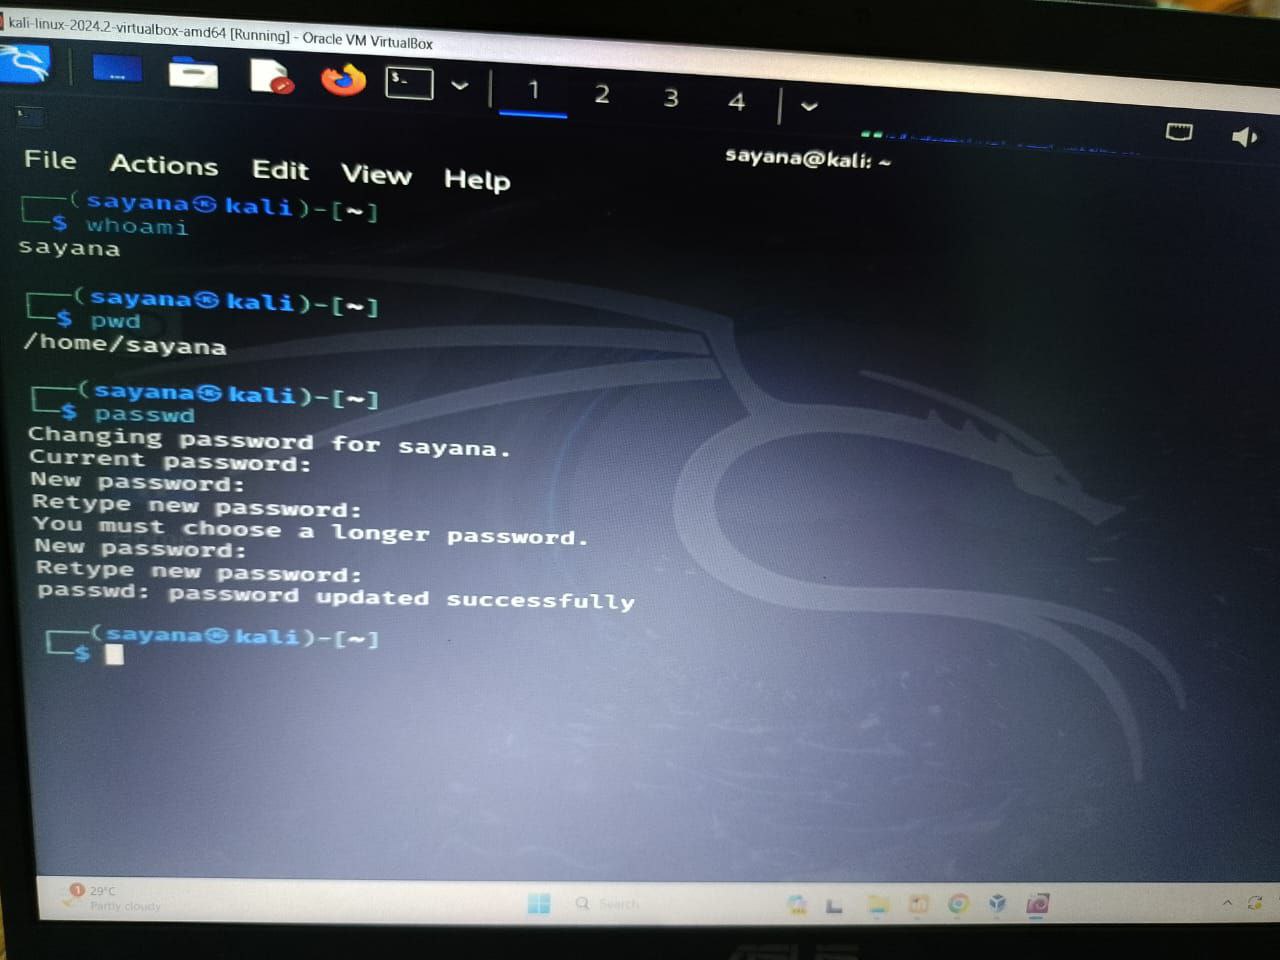 kali-linux-2024.2-virtualbox-amd64 [Running] - Oracle VM VirtualBox
1 2 3 4
sayana@kali: ~
File Actions Edit View Help
┌──(sayana㉿kali)-[~]
└─$ whoami
sayana
┌──(sayana㉿kali)-[~]
└─$ pwd
/home/sayana
┌──(sayana㉿kali)-[~]
└─$ passwd
Changing password for sayana.
Current password:
New password:
Retype new password:
You must choose a longer password.
New password:
Retype new password:
passwd: password updated successfully
┌──(sayana㉿kali)-[~]
└─$
1
29°C
Partly cloudy
Search